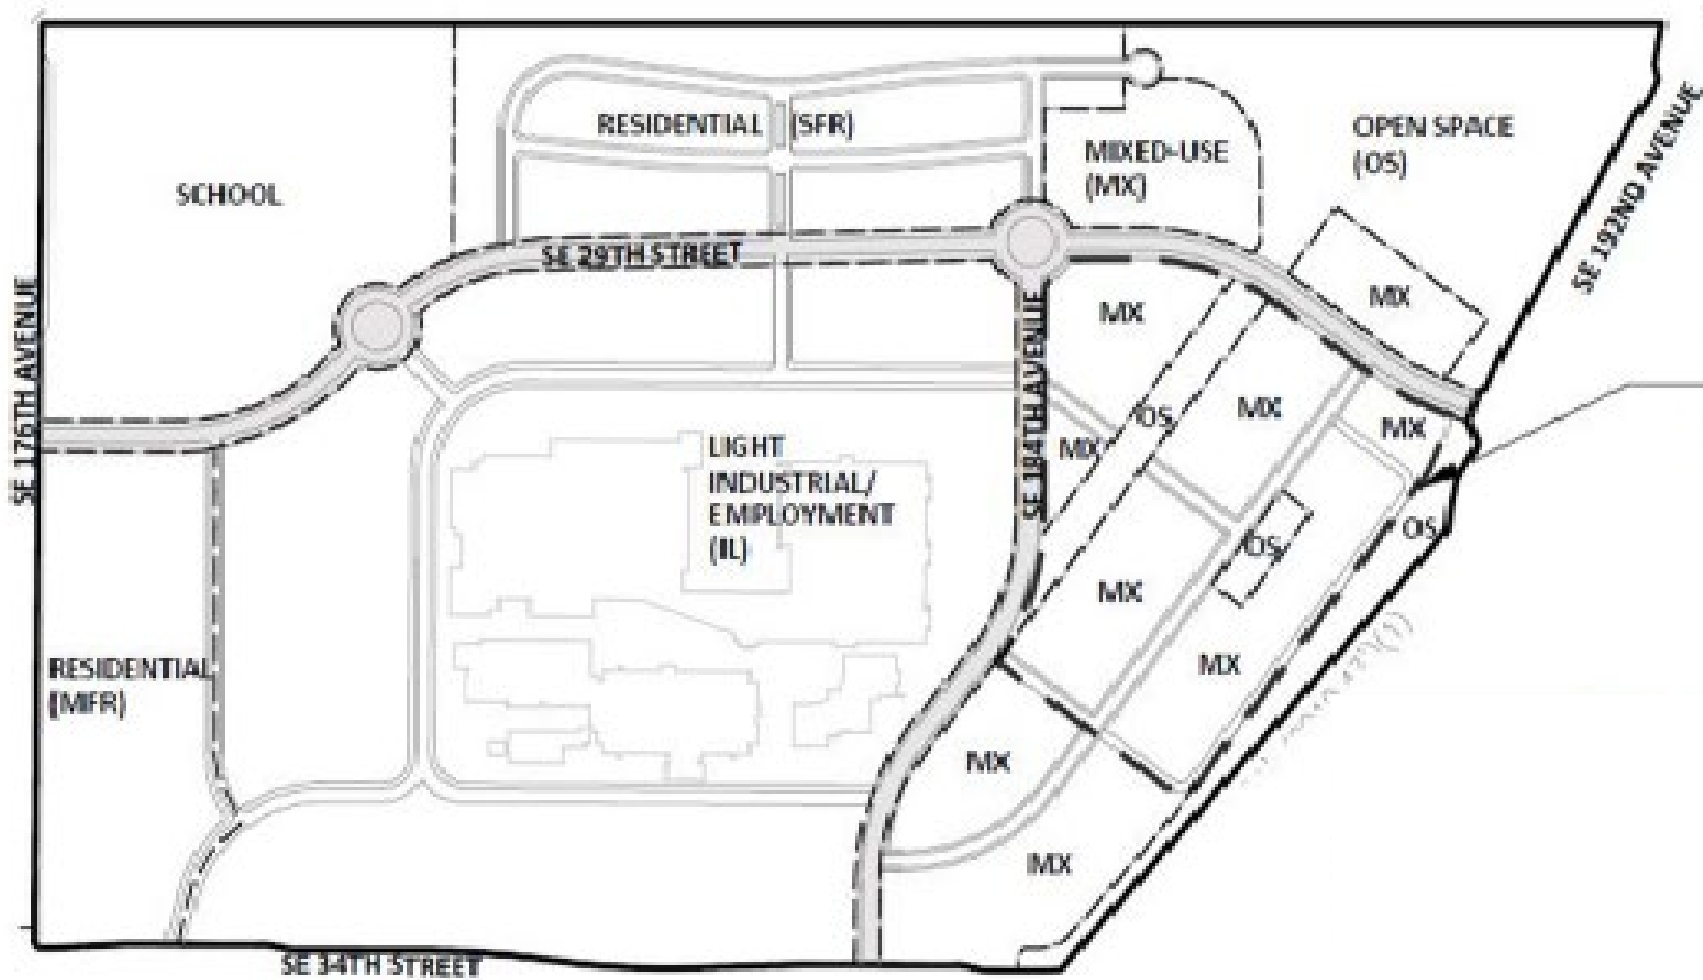 RESIDENTIAL (SFR)
MIXED-USE
(MX)
OPEN SPACE
(OS)
SE 192ND AVENUE
SCHOOL
SE 29TH STREET
SE 176TH AVENUE
MX
MX
SE 184TH AVENUE
OS
MX
MX
MX
LIGHT
INDUSTRIAL/
EMPLOYMENT
(IL)
OS
OS
MX
RESIDENTIAL
(MFR)
MX
MX
MX
SE 34TH STREET